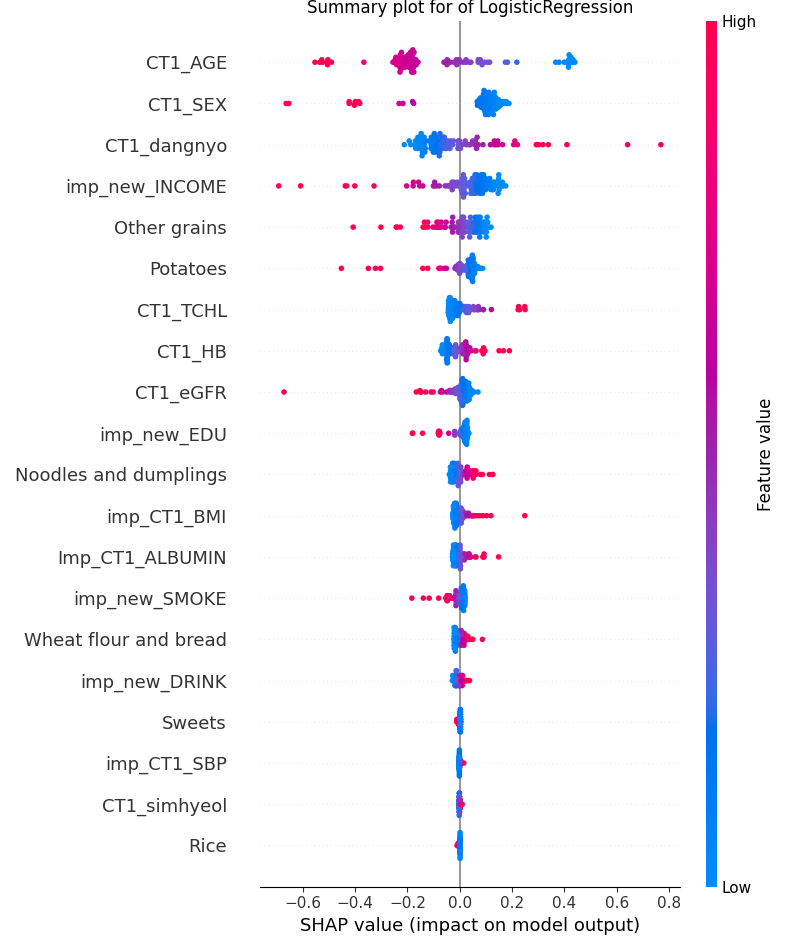 Summary plot for of LogisticRegression
High
CT1_AGE
CT1_SEX
CT1_dangnyo
imp_new_INCOME
Other grains
Potatoes
CT1_TCHL
CT1_HB
CT1_eGFR
imp_new_EDU
Noodles and dumplings
imp_CT1_BMI
Imp_CT1_ALBUMIN
imp_new_SMOKE
Wheat flour and bread
imp_new_DRINK
Sweets
imp_CT1_SBP
CT1_simhyeol
Rice
Feature value
Low
−0.6 −0.4 −0.2 0.0 0.2 0.4 0.6 0.8
SHAP value (impact on model output)